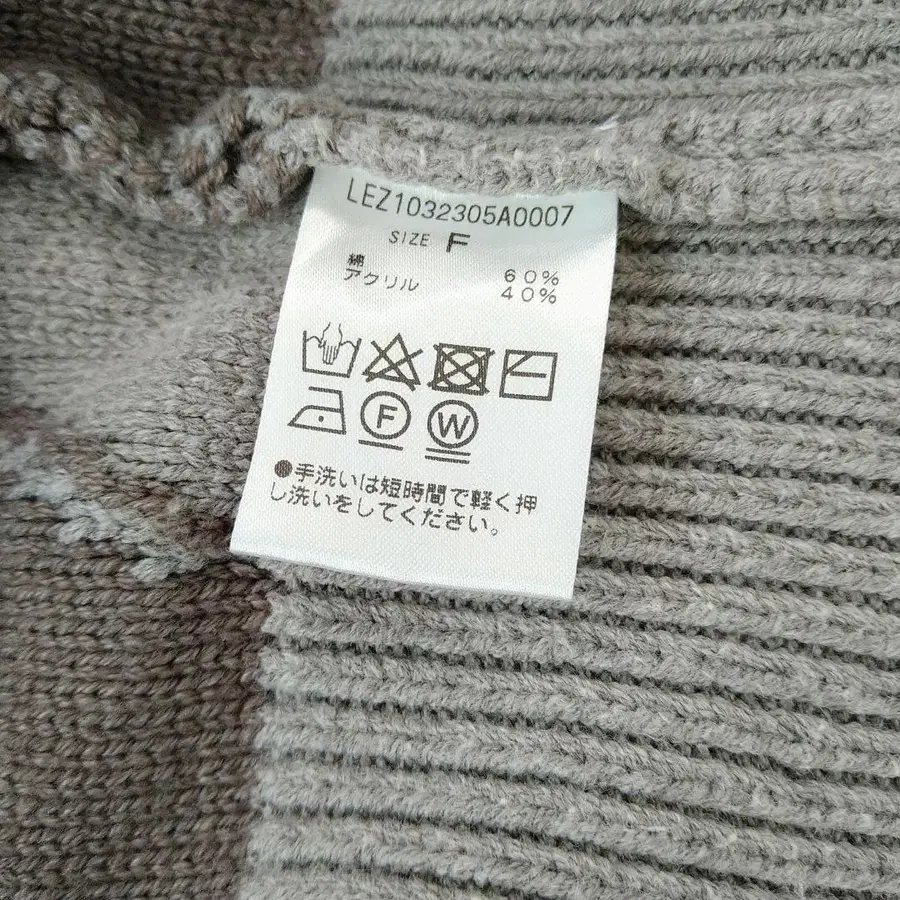 LEZ1032305A0007
SIZE F
綿 60%
アクリル 40%
F W
●手洗いは短時間で軽く押
し洗いをしてください。